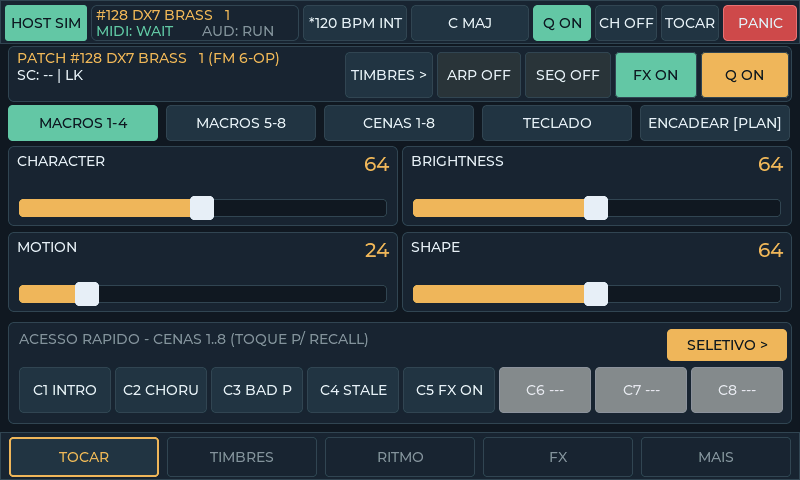 HOST SIM
#128 DX7 BRASS   1
MIDI: WAIT AUD: RUN
*120 BPM INT
C MAJ
Q ON
CH OFF
TOCAR
PANIC
PATCH #128 DX7 BRASS   1 (FM 6-OP)
SC: -- | LK
TIMBRES >
ARP OFF
SEQ OFF
FX ON
Q ON
MACROS 1-4
MACROS 5-8
CENAS 1-8
TECLADO
ENCADEAR [PLAN]
CHARACTER 64
BRIGHTNESS 64
MOTION 24
SHAPE 64
ACESSO RAPIDO - CENAS 1..8 (TOQUE P/ RECALL)
SELETIVO >
C1 INTRO
C2 CHORU
C3 BAD P
C4 STALE
C5 FX ON
C6 ---
C7 ---
C8 ---
TOCAR
TIMBRES
RITMO
FX
MAIS